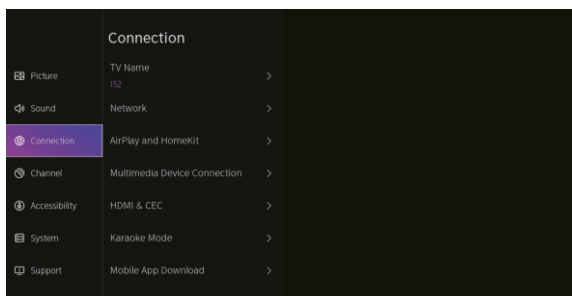 Connection
TV Name
152
Picture
Sound
Network
Connection
AirPlay and HomeKit
Channel
Multimedia Device Connection
Accessibility
HDMI & CEC
System
Karaoke Mode
Support
Mobile App Download